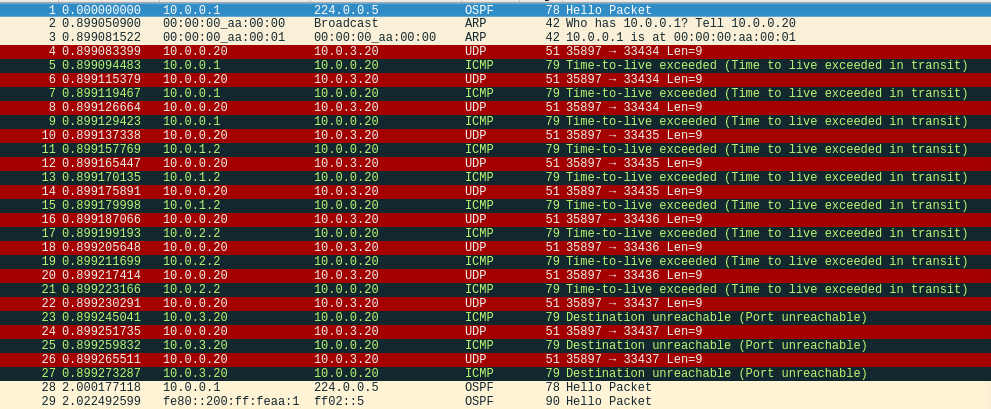 1 0.000000000 10.0.0.1 224.0.0.5 OSPF 78 Hello Packet
2 0.899050900 00:00:00_aa:00:00 Broadcast ARP 42 Who has 10.0.0.1? Tell 10.0.0.20
3 0.899081522 00:00:00_aa:00:01 00:00:00_aa:00:00 ARP 42 10.0.0.1 is at 00:00:00:aa:00:01
4 0.899083399 10.0.0.20 10.0.3.20 UDP 51 35897 → 33434 Len=9
5 0.899094483 10.0.0.1 10.0.0.20 ICMP 79 Time-to-live exceeded (Time to live exceeded in transit)
6 0.899115379 10.0.0.20 10.0.3.20 UDP 51 35897 → 33434 Len=9
7 0.899119467 10.0.0.1 10.0.0.20 ICMP 79 Time-to-live exceeded (Time to live exceeded in transit)
8 0.899126664 10.0.0.20 10.0.3.20 UDP 51 35897 → 33434 Len=9
9 0.899129423 10.0.0.1 10.0.0.20 ICMP 79 Time-to-live exceeded (Time to live exceeded in transit)
10 0.899137338 10.0.0.20 10.0.3.20 UDP 51 35897 → 33435 Len=9
11 0.899157769 10.0.1.2 10.0.0.20 ICMP 79 Time-to-live exceeded (Time to live exceeded in transit)
12 0.899165447 10.0.0.20 10.0.3.20 UDP 51 35897 → 33435 Len=9
13 0.899170135 10.0.1.2 10.0.0.20 ICMP 79 Time-to-live exceeded (Time to live exceeded in transit)
14 0.899175891 10.0.0.20 10.0.3.20 UDP 51 35897 → 33435 Len=9
15 0.899179998 10.0.1.2 10.0.0.20 ICMP 79 Time-to-live exceeded (Time to live exceeded in transit)
16 0.899187066 10.0.0.20 10.0.3.20 UDP 51 35897 → 33436 Len=9
17 0.899199193 10.0.2.2 10.0.0.20 ICMP 79 Time-to-live exceeded (Time to live exceeded in transit)
18 0.899205648 10.0.0.20 10.0.3.20 UDP 51 35897 → 33436 Len=9
19 0.899211699 10.0.2.2 10.0.0.20 ICMP 79 Time-to-live exceeded (Time to live exceeded in transit)
20 0.899217414 10.0.0.20 10.0.3.20 UDP 51 35897 → 33436 Len=9
21 0.899223166 10.0.2.2 10.0.0.20 ICMP 79 Time-to-live exceeded (Time to live exceeded in transit)
22 0.899230291 10.0.0.20 10.0.3.20 UDP 51 35897 → 33437 Len=9
23 0.899245041 10.0.3.20 10.0.0.20 ICMP 79 Destination unreachable (Port unreachable)
24 0.899251735 10.0.0.20 10.0.3.20 UDP 51 35897 → 33437 Len=9
25 0.899259832 10.0.3.20 10.0.0.20 ICMP 79 Destination unreachable (Port unreachable)
26 0.899265511 10.0.0.20 10.0.3.20 UDP 51 35897 → 33437 Len=9
27 0.899273287 10.0.3.20 10.0.0.20 ICMP 79 Destination unreachable (Port unreachable)
28 2.000177118 10.0.0.1 224.0.0.5 OSPF 78 Hello Packet
29 2.022492599 fe80::200:ff:feaa:1 ff02::5 OSPF 90 Hello Packet